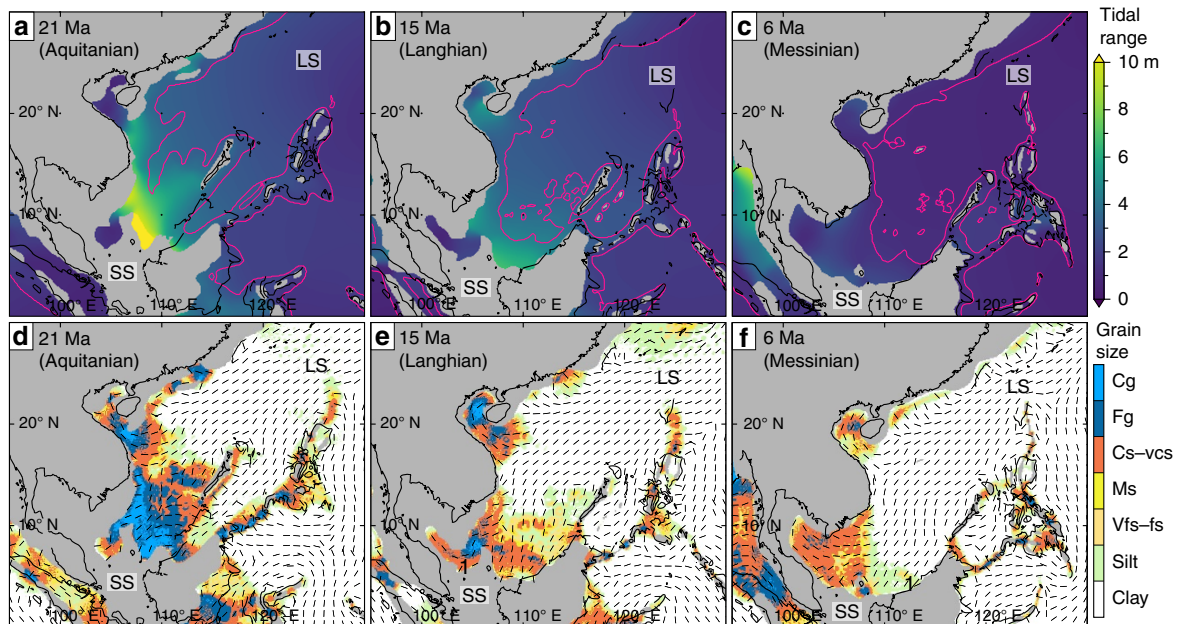 a
21 Ma
(Aquitanian)
LS
20° N
10° N
SS
100° E
110° E
120° E
b
15 Ma
(Langhian)
LS
SS
100° E
110° E
120° E
c
6 Ma
(Messinian)
LS
20° N
10° N
SS
100° E
110° E
120° E
Tidal
range
10 m
8
6
4
2
0
d
21 Ma
(Aquitanian)
LS
20° N
10° N
SS
100° E
110° E
120° E
e
15 Ma
(Langhian)
LS
20° N
10° N
SS
100° E
110° E
120° E
f
6 Ma
(Messinian)
LS
20° N
10° N
SS
100° E
110° E
120° E
Grain
size
Cg
Fg
Cs–vcs
Ms
Vfs–fs
Silt
Clay